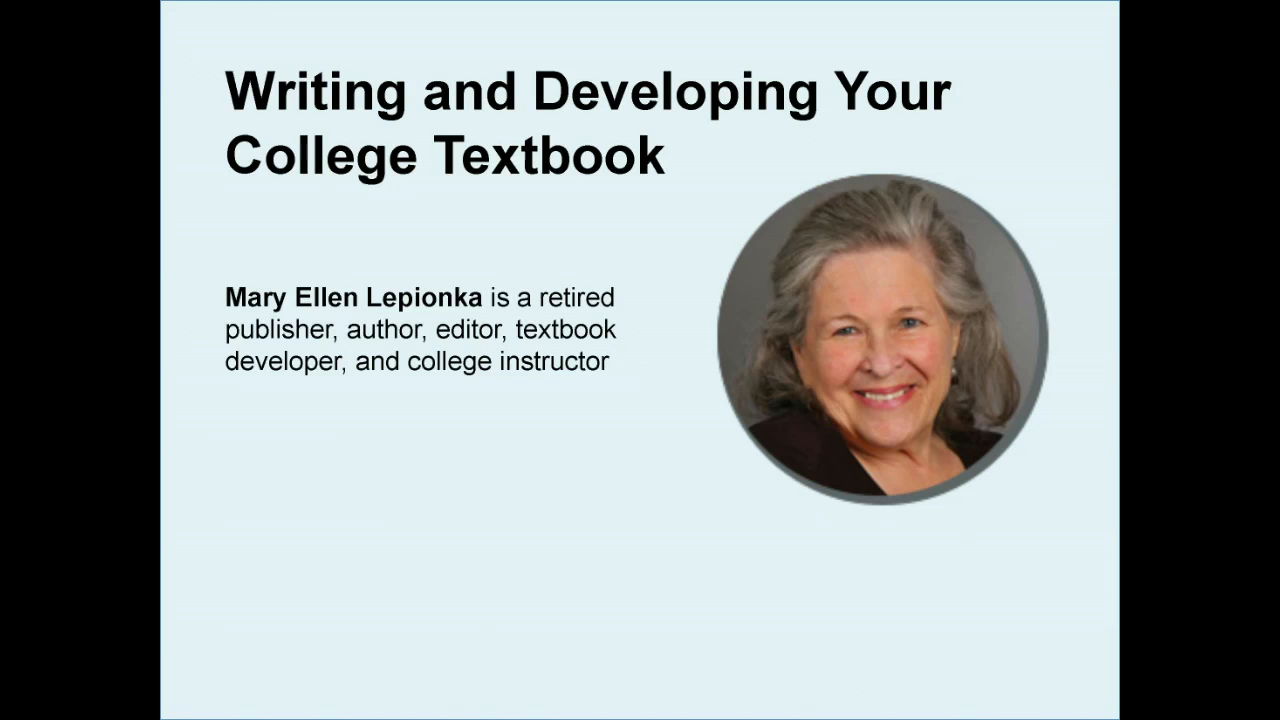 Writing and Developing Your
College Textbook
Mary Ellen Lepionka is a retired
publisher, author, editor, textbook
developer, and college instructor